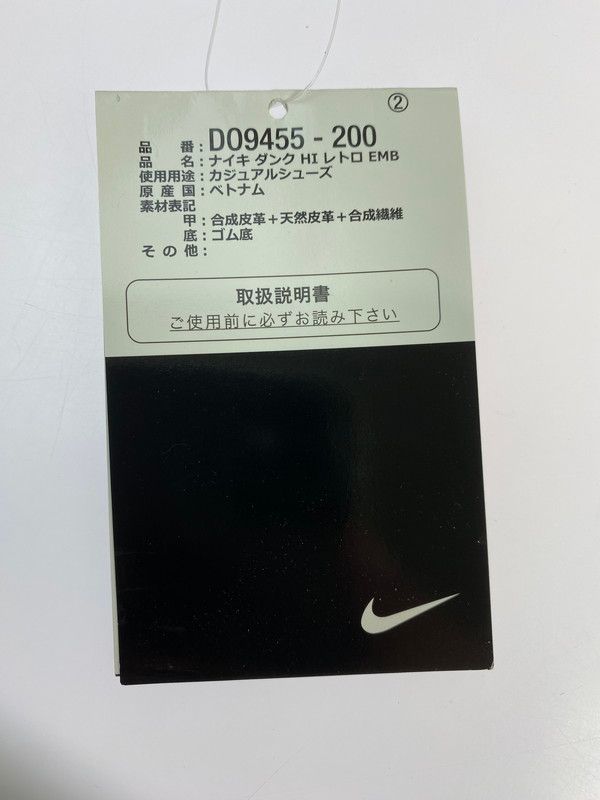 ②
品 番：DO9455 - 200
品 名：ナイキ ダンク HI レトロ EMB
使用用途：カジュアルシューズ
原産国：ベトナム
素材表記
甲：合成皮革＋天然皮革＋合成繊維
底：ゴム底
その他：
取扱説明書
ご使用前に必ずお読み下さい